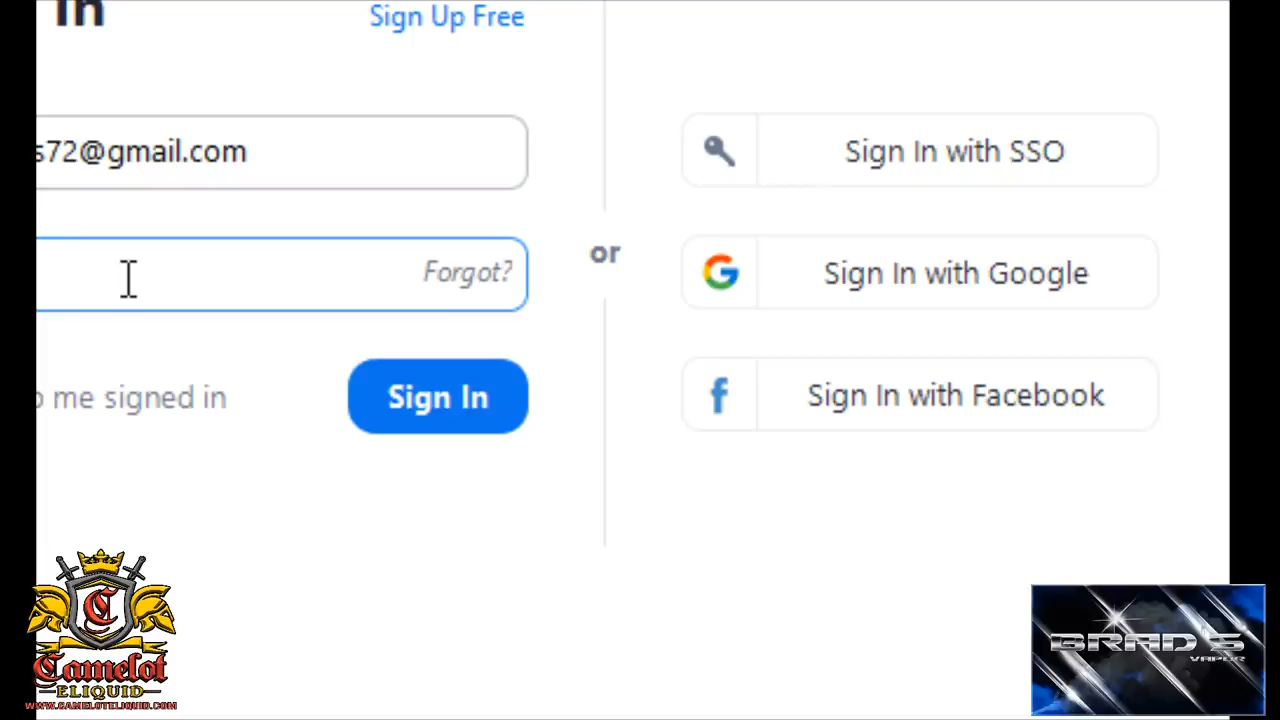 In
Sign Up Free
s72@gmail.com
Forgot?
me signed in
Sign In
or
Sign In with SSO
Sign In with Google
Sign In with Facebook
C
Camelot
ELIQUID
WWW.CAMELOTELIQUID.COM
BRAD'S
VAPOR